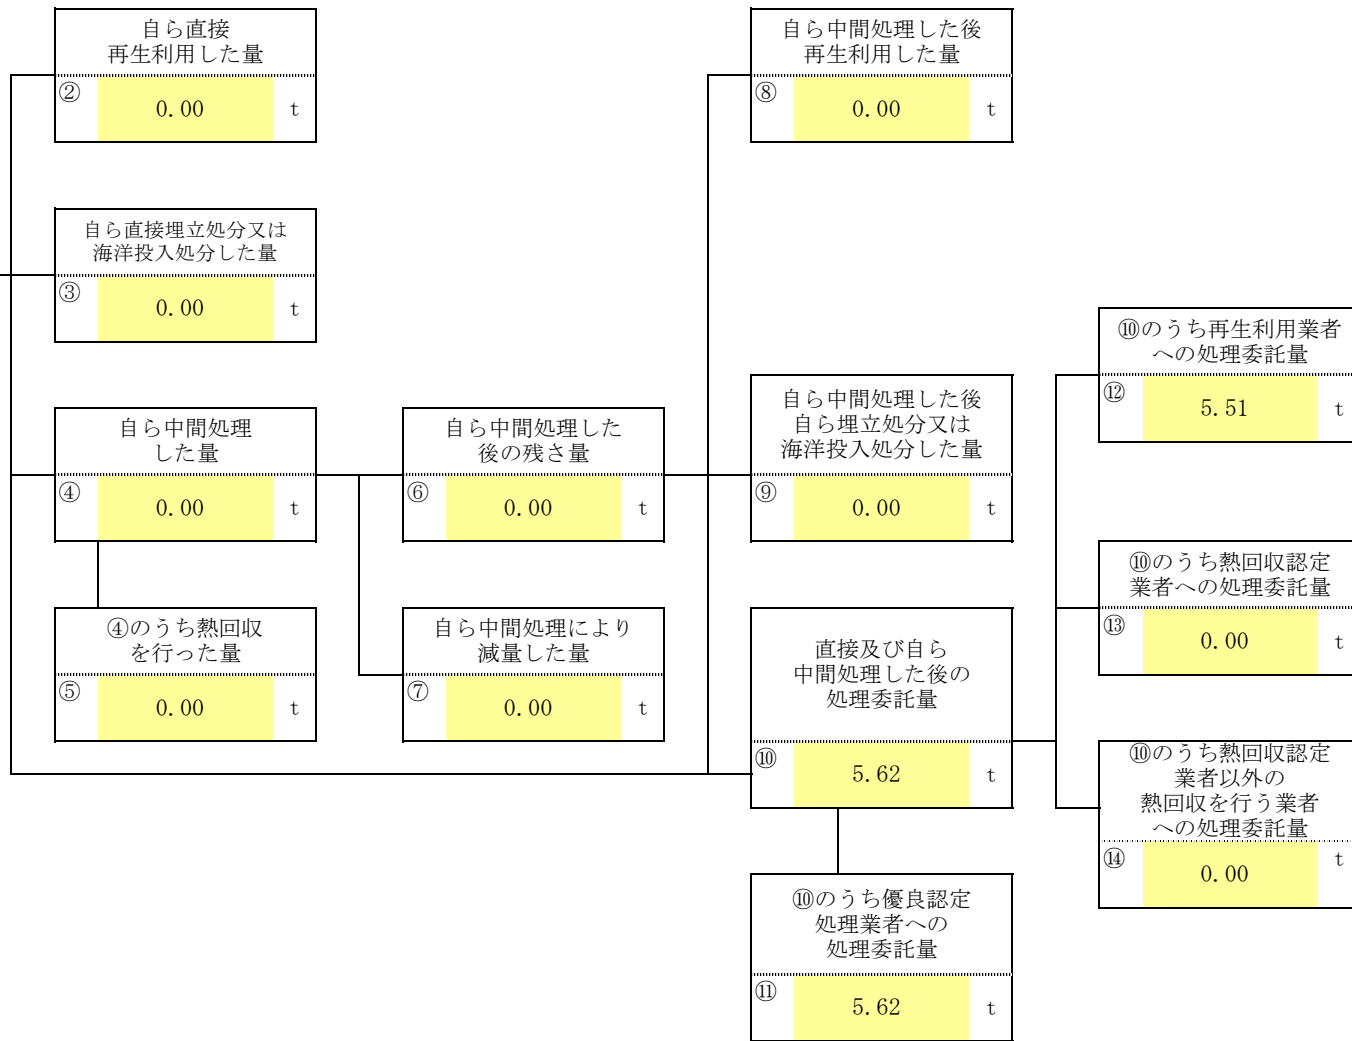 自ら直接
再生利用した量
② 0.00 t
自ら中間処理した後
再生利用した量
⑧ 0.00 t
自ら直接埋立処分又は
海洋投入処分した量
③ 0.00 t
⑩のうち再生利用業者
への処理委託量
⑫ 5.51 t
自ら中間処理
した量
④ 0.00 t
自ら中間処理した
後の残さ量
⑥ 0.00 t
自ら中間処理した後
自ら埋立処分又は
海洋投入処分した量
⑨ 0.00 t
⑩のうち熱回収認定
業者への処理委託量
⑬ 0.00 t
④のうち熱回収
を行った量
⑤ 0.00 t
自ら中間処理により
減量した量
⑦ 0.00 t
直接及び自ら
中間処理した後の
処理委託量
⑩ 5.62 t
⑩のうち熱回収認定
業者以外の
熱回収を行う業者
への処理委託量
⑭ 0.00 t
⑩のうち優良認定
処理業者への
処理委託量
⑪ 5.62 t